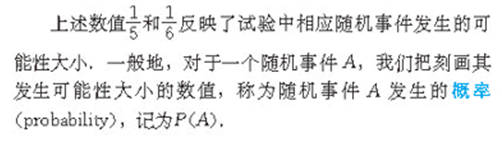 上述数值1/5和1/6反映了试验中相应随机事件发生的可
能性大小.一般地,对于一个随机事件A,我们把刻画其
发生可能性大小的数值,称为随机事件A发生的概率
(probability),记为P(A).